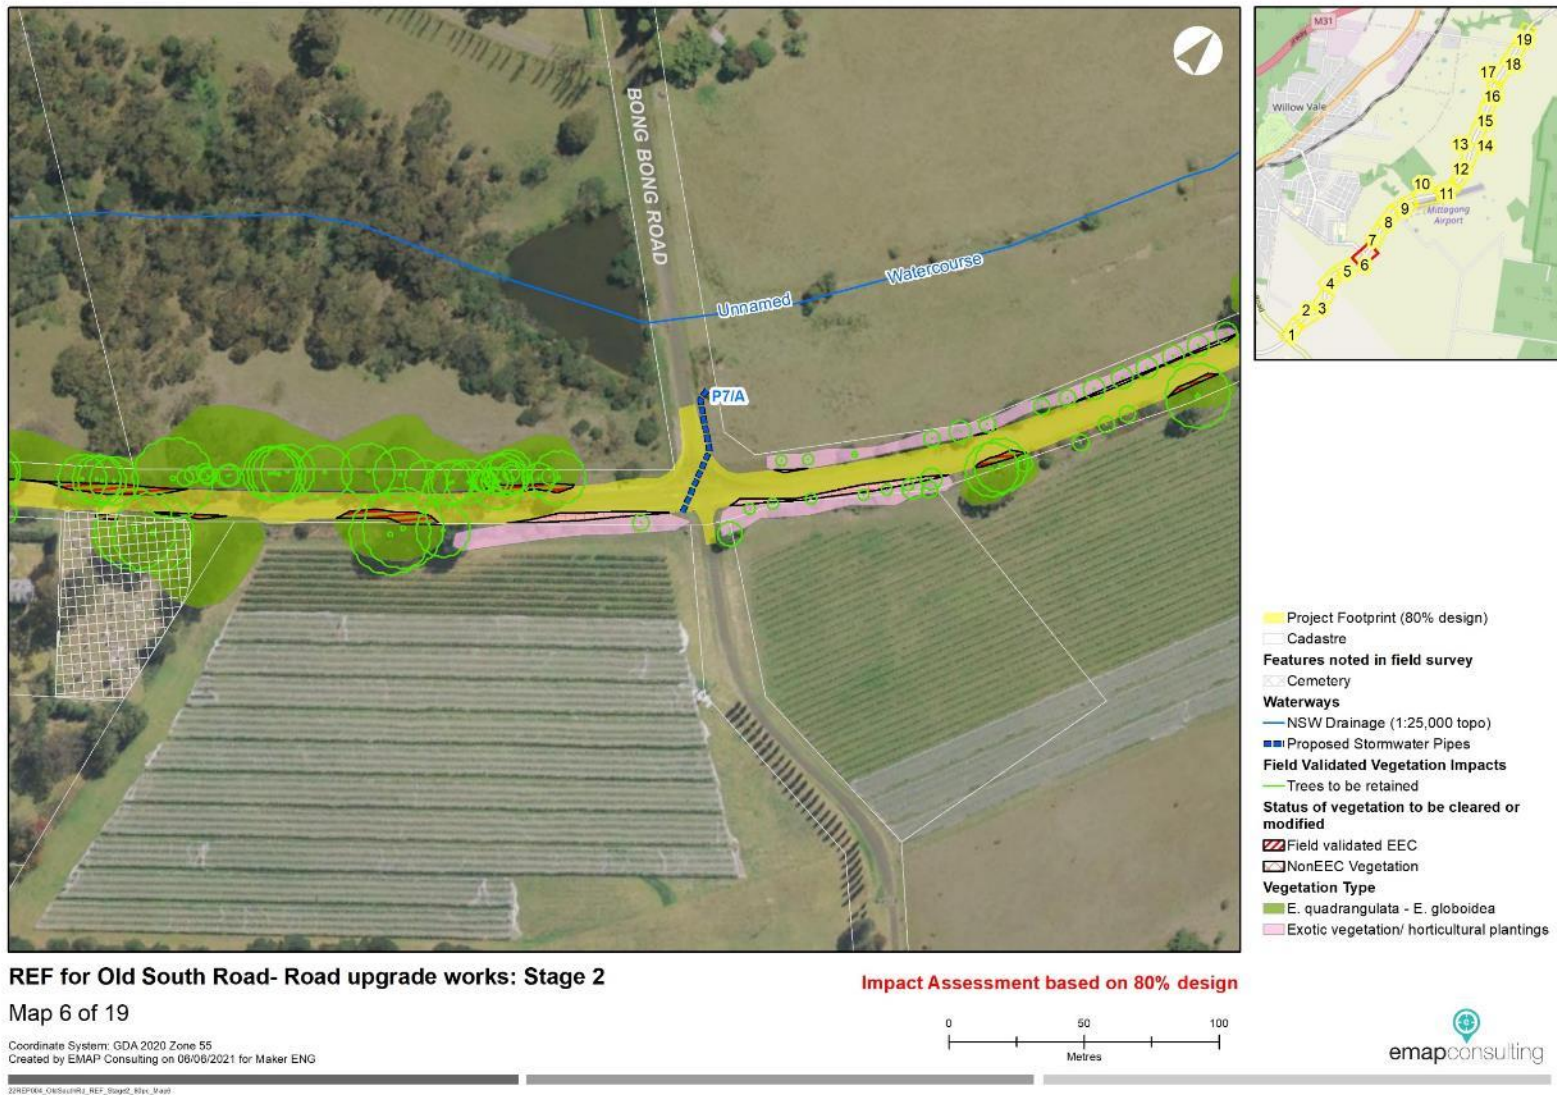 BONG BONG ROAD
Unnamed
Watercourse
P7/A
M31
Willow Vale
Mittagong
Airport
19
18
17
16
15
14
13
12
11
10
9
8
7
6
5
4
3
2
1
Project Footprint (80% design)
Cadastre
Features noted in field survey
Cemetery
Waterways
NSW Drainage (1:25,000 topo)
Proposed Stormwater Pipes
Field Validated Vegetation Impacts
Trees to be retained
Status of vegetation to be cleared or
modified
Field validated EEC
NonEEC Vegetation
Vegetation Type
E. quadrangulata - E. globoidea
Exotic vegetation/ horticultural plantings
REF for Old South Road- Road upgrade works: Stage 2
Impact Assessment based on 80% design
Map 6 of 19
0 50 100
Metres
Coordinate System: GDA 2020 Zone 55
Created by EMAP Consulting on 06/06/2021 for Maker ENG
emapconsulting